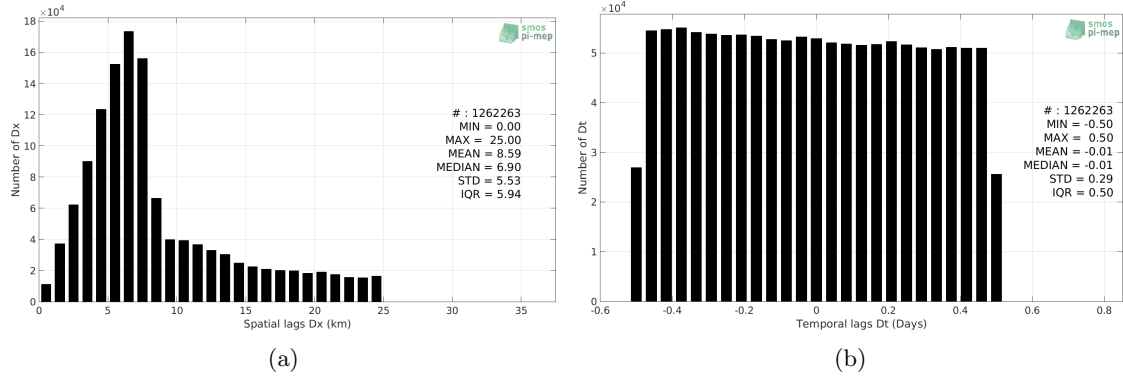 ×10⁴
18
16
14
12
10
8
6
4
2
0
Number of Dx
smos
pi-mep
# : 1262263
MIN = 0.00
MAX = 25.00
MEAN = 8.59
MEDIAN = 6.90
STD = 5.53
IQR = 5.94
0 5 10 15 20 25 30 35
Spatial lags Dx (km)
(a)
×10⁴
5
4
3
2
1
0
Number of Dt
smos
pi-mep
# : 1262263
MIN = -0.50
MAX = 0.50
MEAN = -0.01
MEDIAN = -0.01
STD = 0.29
IQR = 0.50
-0.6 -0.4 -0.2 0 0.2 0.4 0.6 0.8
Temporal lags Dt (Days)
(b)